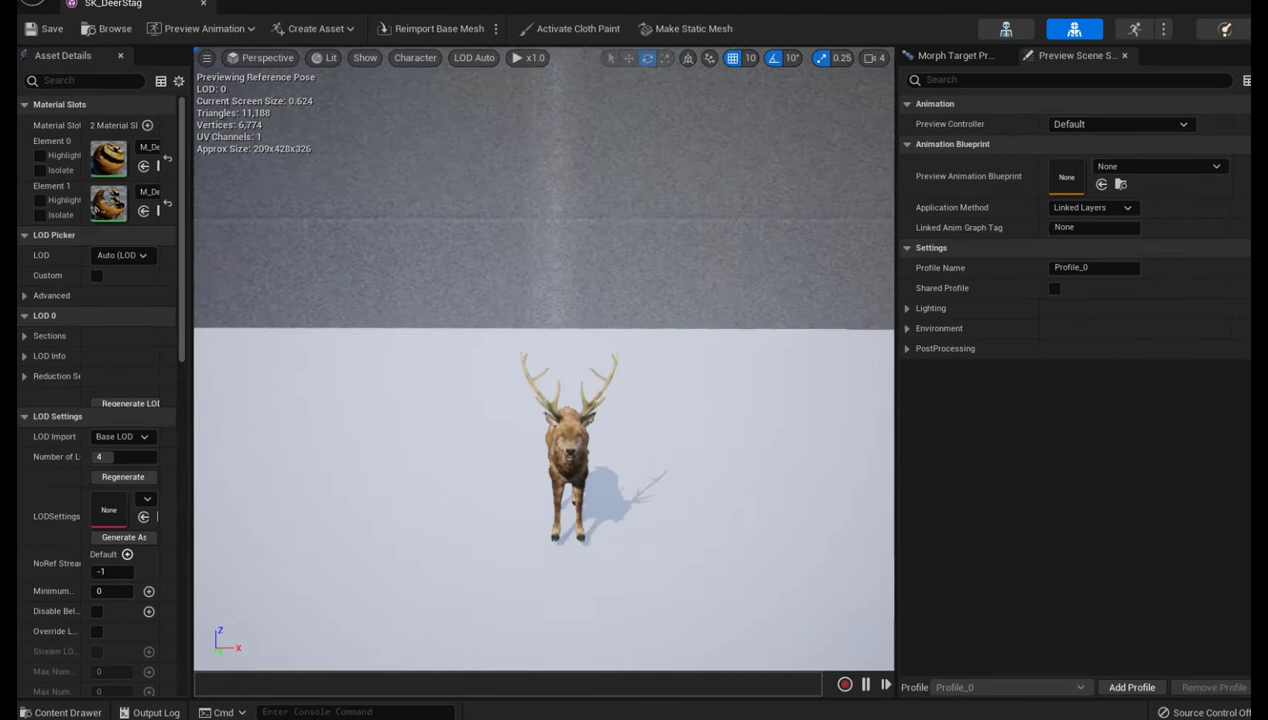 SK_DeerStag
Save
Browse
Preview Animation
Create Asset
Reimport Base Mesh
Activate Cloth Paint
Make Static Mesh
Asset Details
Search
Material Slots
Material Slot
2 Material Sl
Element 0
Highlight
Isolate
M_De
Element 1
Highlight
Isolate
M_De
LOD Picker
LOD
Auto (LOD
Custom
Advanced
LOD 0
Sections
LOD Info
Reduction Se
Regenerate LOD
LOD Settings
LOD Import
Base LOD
Number of L
4
Regenerate
LODSettings
None
Generate As
NoRef Strea
Default
-1
Minimum...
0
Disable Bel...
Override L...
Stream LO...
Max Num...
0
Max Num...
0
Perspective
Lit
Show
Character
LOD Auto
x1.0
10
10°
0.25
4
Previewing Reference Pose
LOD: 0
Current Screen Size: 0.624
Triangles: 11,188
Vertices: 6,774
UV Channels: 1
Approx Size: 209x428x326
Z
X
Morph Target Pr...
Preview Scene S...
Search
Animation
Preview Controller
Default
Animation Blueprint
Preview Animation Blueprint
None
None
Application Method
Linked Layers
Linked Anim Graph Tag
None
Settings
Profile Name
Profile_0
Shared Profile
Lighting
Environment
PostProcessing
Profile
Profile_0
Add Profile
Remove Profile
Content Drawer
Output Log
Cmd
Enter Console Command
Source Control Off